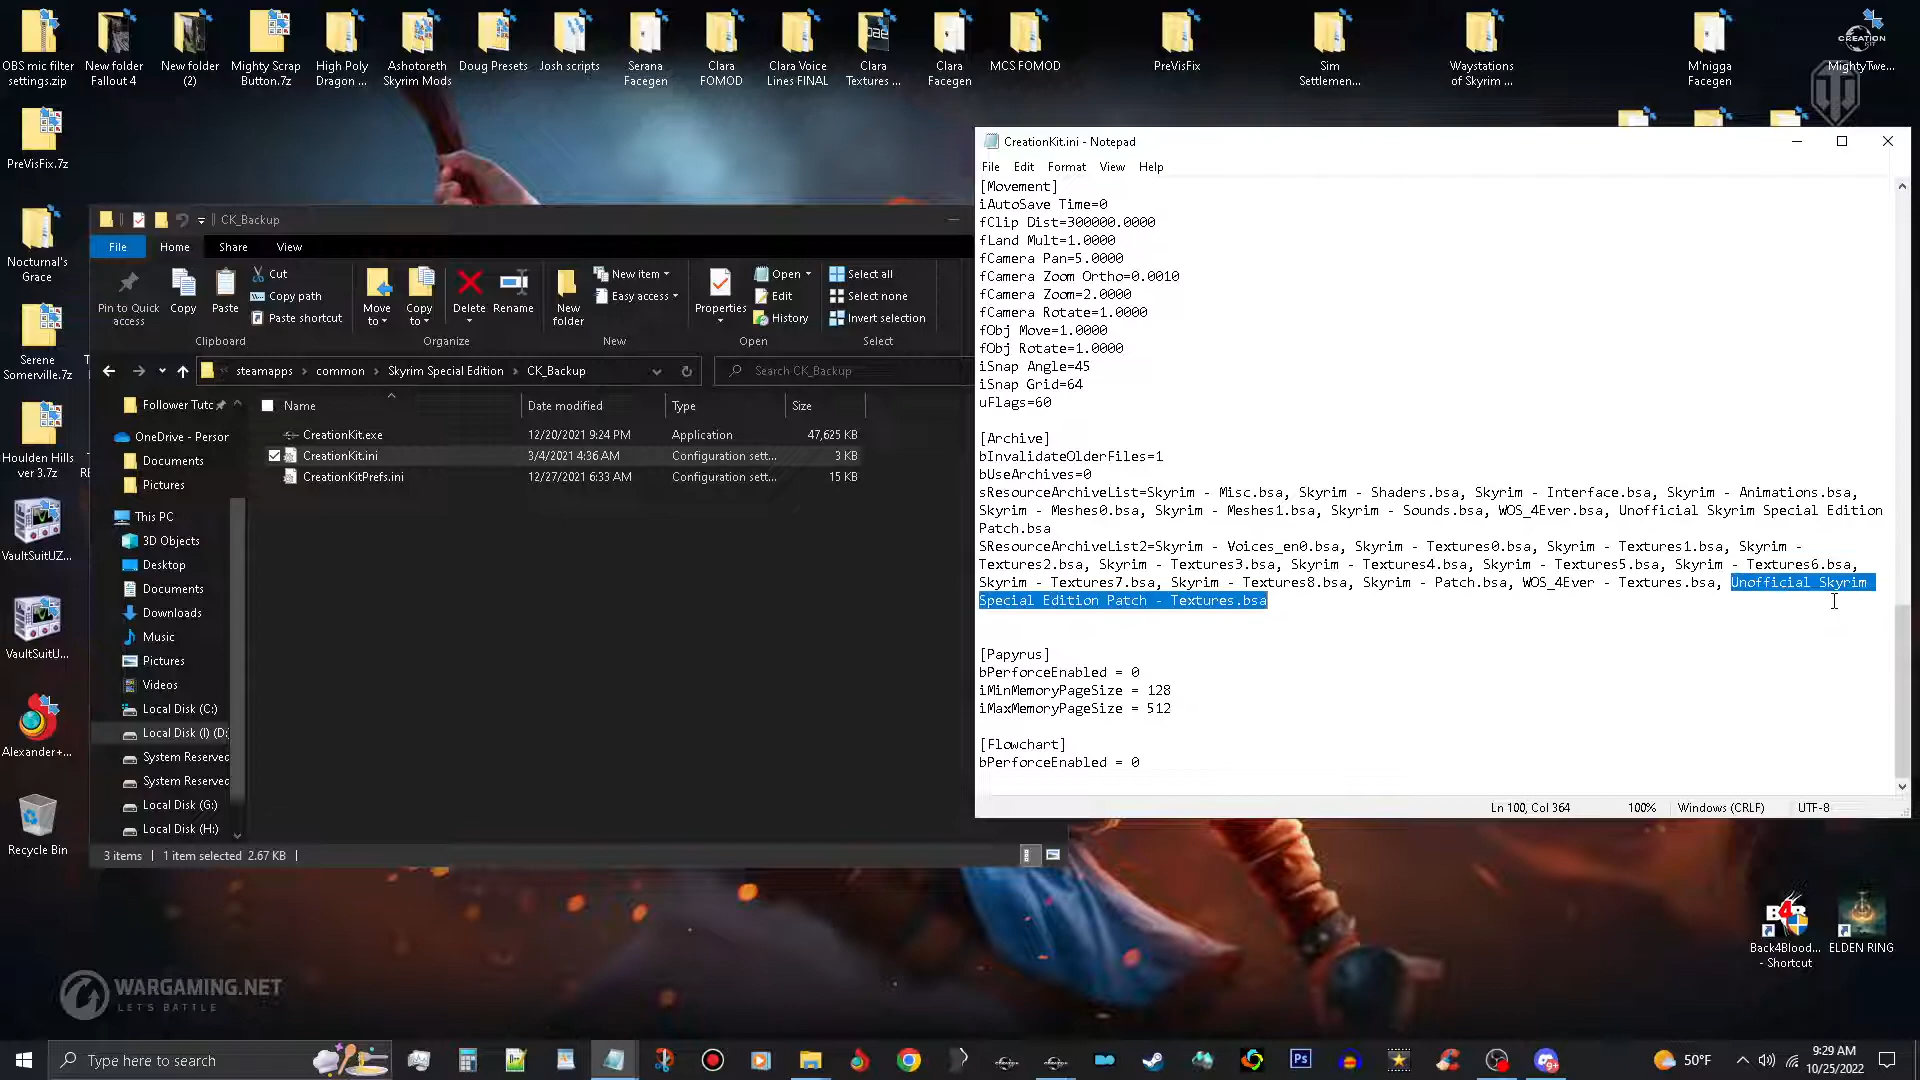 OBS mic filter
settings.zip
New folder
Fallout 4
New folder
(2)
Mighty Scrap
Button.7z
High Poly
Dragon ...
Ashotoreth
Skyrim Mods
Doug Presets
Josh scripts
Serana
Facegen
Clara
FOMOD
Clara Voice
Lines FINAL
Clara
Textures ...
Clara
Facegen
MCS FOMOD
PreVisFix
Sim
Settlemen...
Waystations
of Skyrim ...
M'nigga
Facegen
CREATION
KIT
MightyTwe...
PreVisFix.7z
Nocturnal's
Grace
Serene
Somerville.7z
Houlden Hills
ver 3.7z
VaultSuitUZ...
VaultSuitU...
Alexander+...
Recycle Bin
CK_Backup
File Home Share View
Pin to Quick
access
Copy
Paste
Cut
Copy path
Paste shortcut
Clipboard
Move
to
Copy
to
Delete
Rename
Organize
New
folder
New item
Easy access
New
Properties
Open
Edit
History
Open
Select all
Select none
Invert selection
Select
steamapps
common
Skyrim Special Edition
CK_Backup
Search CK_Backup
Follower Tutc
OneDrive - Person
Documents
Pictures
This PC
3D Objects
Desktop
Documents
Downloads
Music
Pictures
Videos
Local Disk (C:)
Local Disk (I) (D:
System Reserved
System Reserved
Local Disk (G:)
Local Disk (H:)
Name Date modified Type Size
CreationKit.exe 12/20/2021 9:24 PM Application 47,625 KB
CreationKit.ini 3/4/2021 4:36 AM Configuration sett... 3 KB
CreationKitPrefs.ini 12/27/2021 6:33 AM Configuration sett... 15 KB
3 items 1 item selected 2.67 KB
CreationKit.ini - Notepad
File Edit Format View Help
[Movement]
iAutoSave Time=0
fClip Dist=300000.0000
fLand Mult=1.0000
fCamera Pan=5.0000
fCamera Zoom Ortho=0.0010
fCamera Zoom=2.0000
fCamera Rotate=1.0000
fObj Move=1.0000
fObj Rotate=1.0000
iSnap Angle=45
iSnap Grid=64
uFlags=60
[Archive]
bInvalidateOlderFiles=1
bUseArchives=0
sResourceArchiveList=Skyrim - Misc.bsa, Skyrim - Shaders.bsa, Skyrim - Interface.bsa, Skyrim - Animations.bsa,
Skyrim - Meshes0.bsa, Skyrim - Meshes1.bsa, Skyrim - Sounds.bsa, WOS_4Ever.bsa, Unofficial Skyrim Special Edition
Patch.bsa
SResourceArchiveList2=Skyrim - Voices_en0.bsa, Skyrim - Textures0.bsa, Skyrim - Textures1.bsa, Skyrim -
Textures2.bsa, Skyrim - Textures3.bsa, Skyrim - Textures4.bsa, Skyrim - Textures5.bsa, Skyrim - Textures6.bsa,
Skyrim - Textures7.bsa, Skyrim - Textures8.bsa, Skyrim - Patch.bsa, WOS_4Ever - Textures.bsa, Unofficial Skyrim
Special Edition Patch - Textures.bsa
[Papyrus]
bPerforceEnabled = 0
iMinMemoryPageSize = 128
iMaxMemoryPageSize = 512
[Flowchart]
bPerforceEnabled = 0
Ln 100, Col 364 100% Windows (CRLF) UTF-8
B4B
Back4Blood...
- Shortcut
ELDEN RING
WARGAMING.NET
LET'S BATTLE
Type here to search
Ps
50°F
9:29 AM
10/25/2022